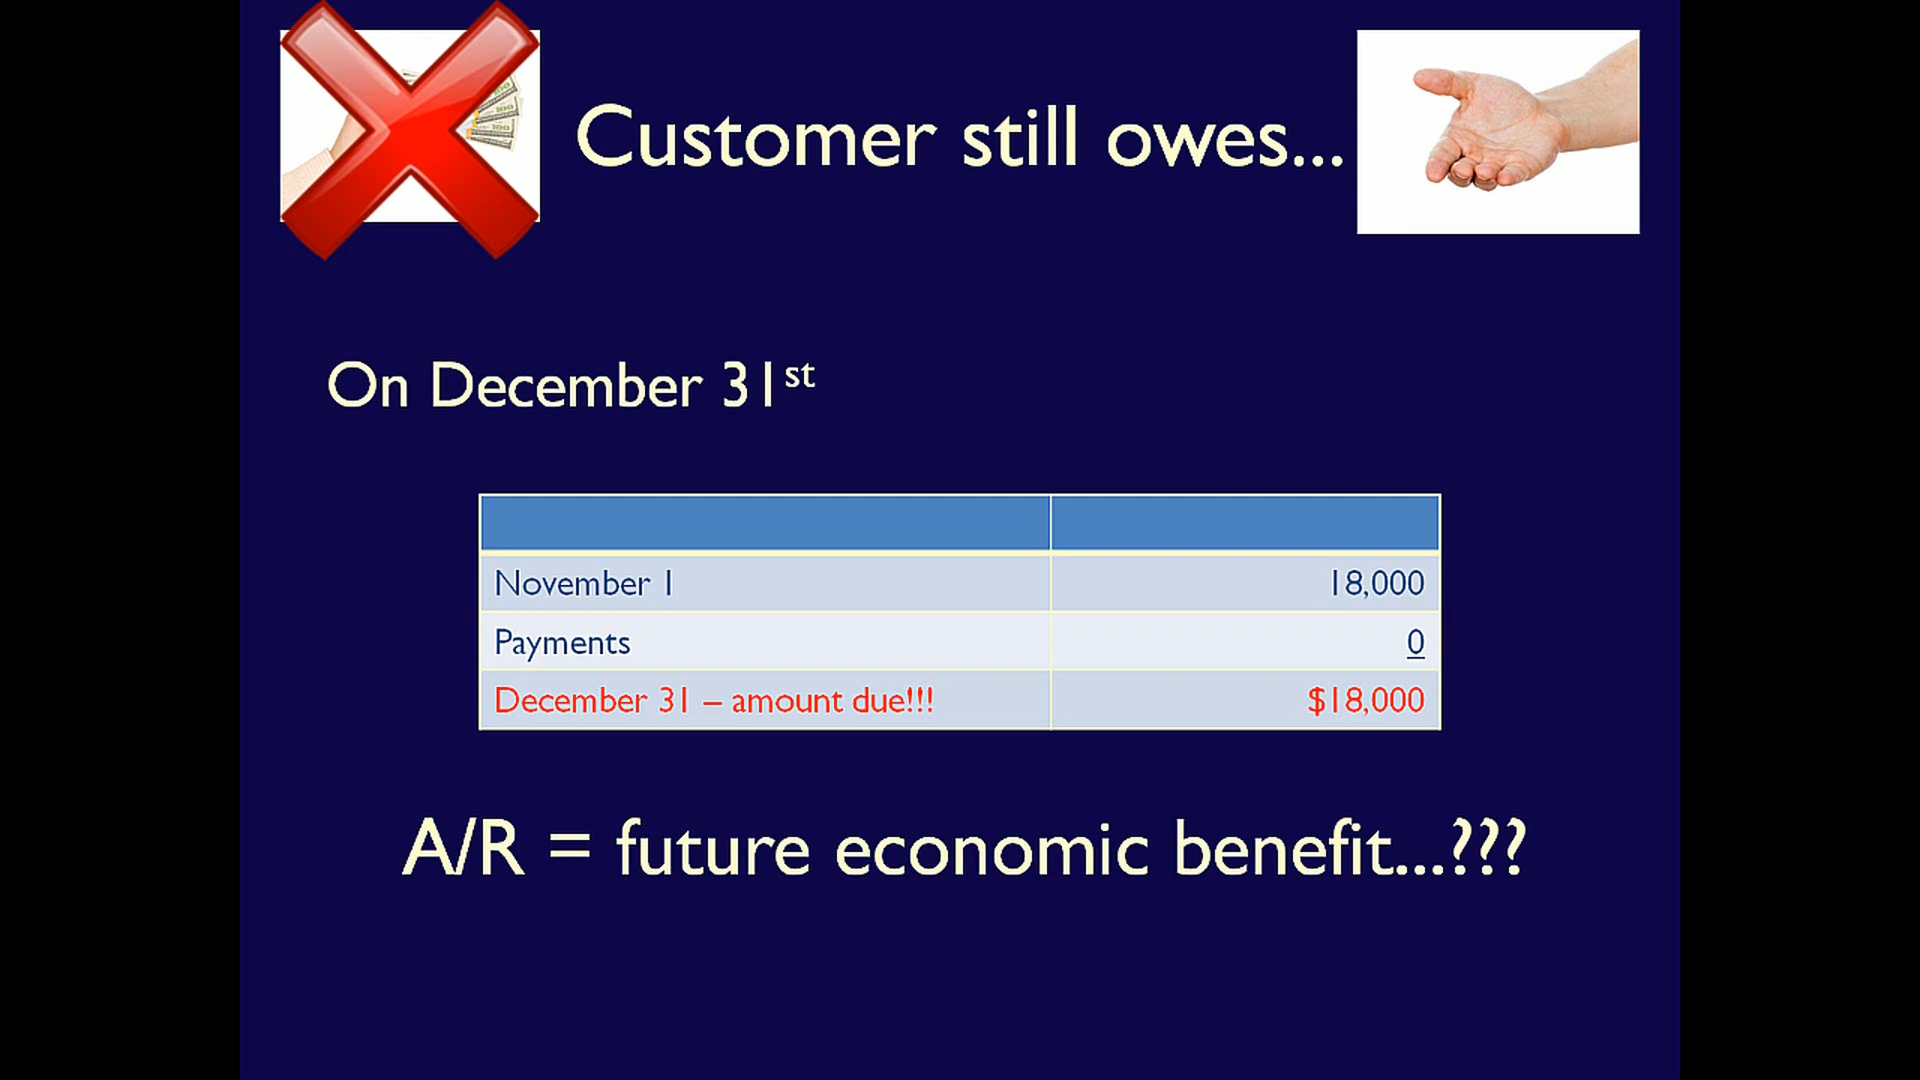 Customer still owes...
On December 31st
November 1 18,000
Payments 0
December 31 – amount due!!! $18,000
A/R = future economic benefit...???